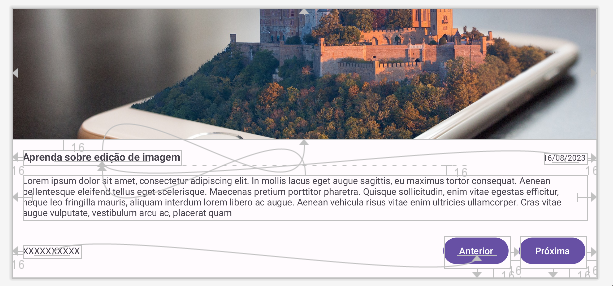 16
Aprenda sobre edição de imagem
16/08/2023
16
16
16
Lorem ipsum dolor sit amet, consectetur adipiscing elit. In mollis lacus eget augue sagittis, eu maximus tortor consequat. Aenean
pellentesque eleifend tellus eget scelerisque. Maecenas pretium porttitor pharetra. Quisque sollicitudin, enim vitae egestas efficitur,
neque leo fringilla mauris, aliquam interdum lorem libero ac augue. Aenean vehicula risus vitae enim ultricies ullamcorper. Cras vitae
augue vulputate, vestibulum arcu ac, placerat quam
XXXXXXXXXX
Anterior
Próxima
16
16
16